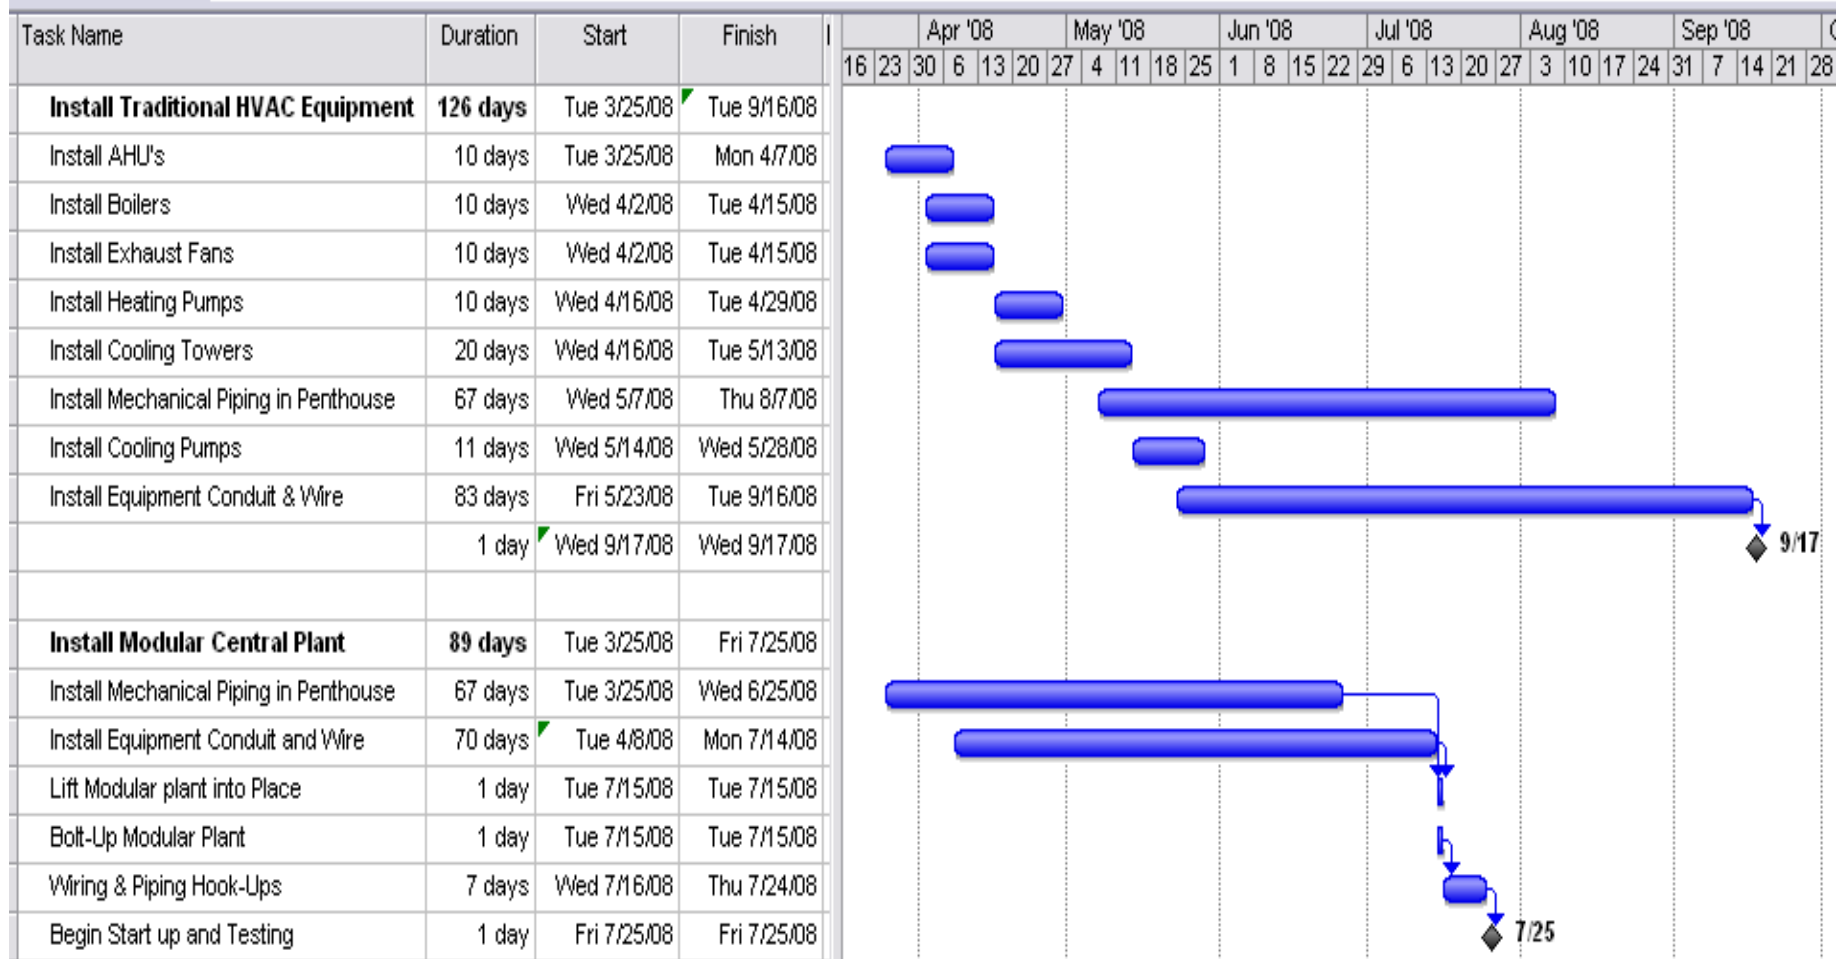 Task Name Duration Start Finish Apr '08 May '08 Jun '08 Jul '08 Aug '08 Sep '08
16 23 30 6 13 20 27 4 11 18 25 1 8 15 22 29 6 13 20 27 3 10 17 24 31 7 14 21 28
Install Traditional HVAC Equipment 126 days Tue 3/25/08 Tue 9/16/08
Install AHU's 10 days Tue 3/25/08 Mon 4/7/08
Install Boilers 10 days Wed 4/2/08 Tue 4/15/08
Install Exhaust Fans 10 days Wed 4/2/08 Tue 4/15/08
Install Heating Pumps 10 days Wed 4/16/08 Tue 4/29/08
Install Cooling Towers 20 days Wed 4/16/08 Tue 5/13/08
Install Mechanical Piping in Penthouse 67 days Wed 5/7/08 Thu 8/7/08
Install Cooling Pumps 11 days Wed 5/14/08 Wed 5/28/08
Install Equipment Conduit & Wire 83 days Fri 5/23/08 Tue 9/16/08
1 day Wed 9/17/08 Wed 9/17/08 9/17
Install Modular Central Plant 89 days Tue 3/25/08 Fri 7/25/08
Install Mechanical Piping in Penthouse 67 days Tue 3/25/08 Wed 6/25/08
Install Equipment Conduit and Wire 70 days Tue 4/8/08 Mon 7/14/08
Lift Modular plant into Place 1 day Tue 7/15/08 Tue 7/15/08
Bolt-Up Modular Plant 1 day Tue 7/15/08 Tue 7/15/08
Wiring & Piping Hook-Ups 7 days Wed 7/16/08 Thu 7/24/08
Begin Start up and Testing 1 day Fri 7/25/08 Fri 7/25/08 7/25